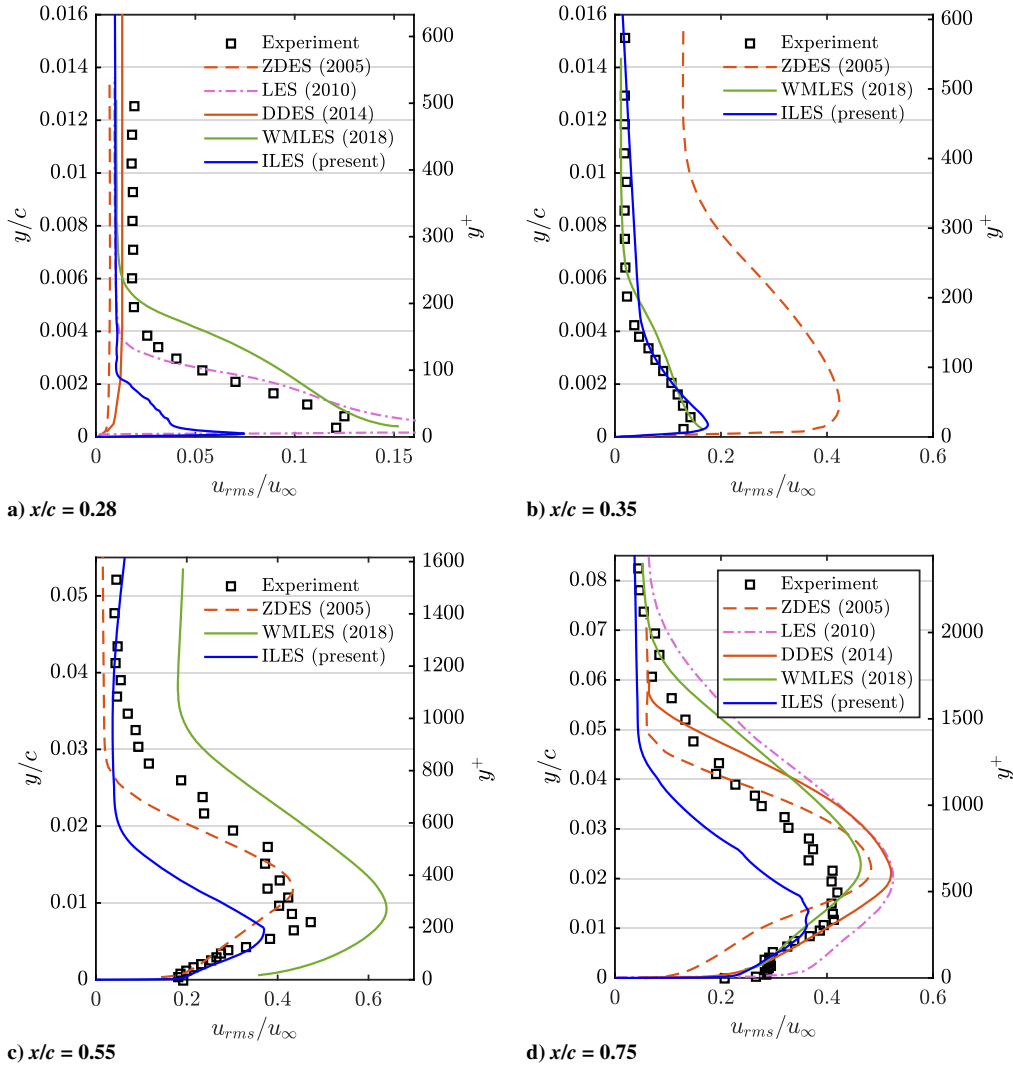 0.016
0.014
0.012
0.01
0.008
0.006
0.004
0.002
0
y/c
600
500
400
300
200
100
0
y⁺
Experiment
ZDES (2005)
LES (2010)
DDES (2014)
WMLES (2018)
ILES (present)
0 0.05 0.1 0.15
u_rms/u_∞
a) x/c = 0.28
0.016
0.014
0.012
0.01
0.008
0.006
0.004
0.002
0
y/c
600
500
400
300
200
100
0
y⁺
Experiment
ZDES (2005)
WMLES (2018)
ILES (present)
0 0.2 0.4 0.6
u_rms/u_∞
b) x/c = 0.35
0.05
0.04
0.03
0.02
0.01
0
y/c
1600
1400
1200
1000
800
600
400
200
0
y⁺
Experiment
ZDES (2005)
WMLES (2018)
ILES (present)
0 0.2 0.4 0.6
u_rms/u_∞
c) x/c = 0.55
0.08
0.07
0.06
0.05
0.04
0.03
0.02
0.01
0
y/c
2000
1500
1000
500
0
y⁺
Experiment
ZDES (2005)
LES (2010)
DDES (2014)
WMLES (2018)
ILES (present)
0 0.2 0.4 0.6
u_rms/u_∞
d) x/c = 0.75